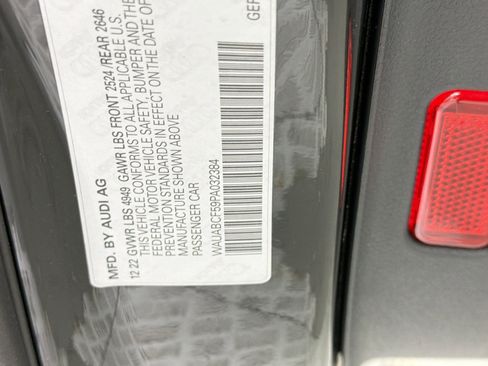 MFD. BY AUDI AG
12 22 GVWR LBS 4949 GAWR LBS FRONT 2524 /REAR 2646
THIS VEHICLE CONFORMS TO ALL APPLICABLE U.S.
FEDERAL MOTOR VEHICLE SAFETY, BUMPER AND THE
PREVENTION STANDARDS IN EFFECT ON THE DATE OF
MANUFACTURE SHOWN ABOVE
PASSENGER CAR
WAUABCF59PA032384